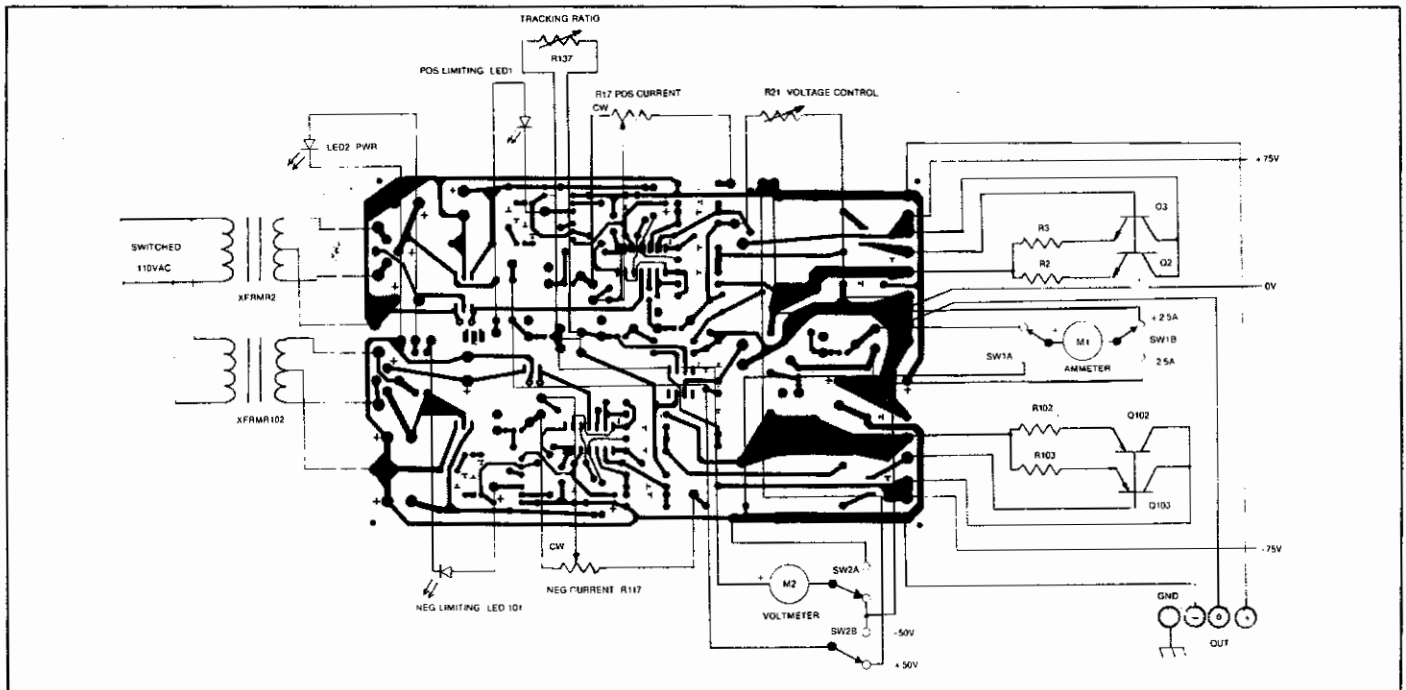 TRACKING RATIO
R137
POS LIMITING LED1
R17 POS CURRENT
CW
R21 VOLTAGE CONTROL
LED2 PWR
+75V
SWITCHED
110VAC
XFRMR2
R3
Q3
R2
Q2
0V
+2.5A
+
M1
SW1B
SW1A
AMMETER
2.5A
XFRMR102
R102
Q102
R103
Q103
-75V
CW
NEG CURRENT R117
NEG LIMITING LED 101
+
M2
VOLTMETER
SW2A
SW2B
-50V
+50V
GND
-
0
+
OUT